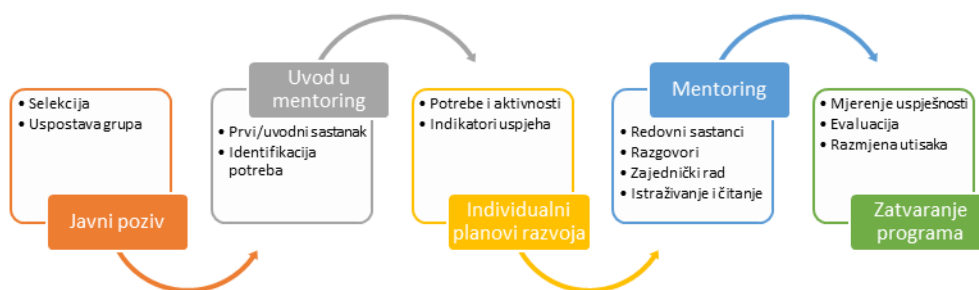 • Selekcija
• Uspostava grupa
Javni poziv
Uvod u
mentoring
• Prvi/uvodni sastanak
• Identifikacija
potreba
• Potrebe i aktivnosti
• Indikatori uspjeha
Individualni
planovi razvoja
Mentoring
• Redovni sastanci
• Razgovori
• Zajednički rad
• Istraživanje i čitanje
• Mjerenje uspješnosti
• Evaluacija
• Razmjena utisaka
Zatvaranje
programa